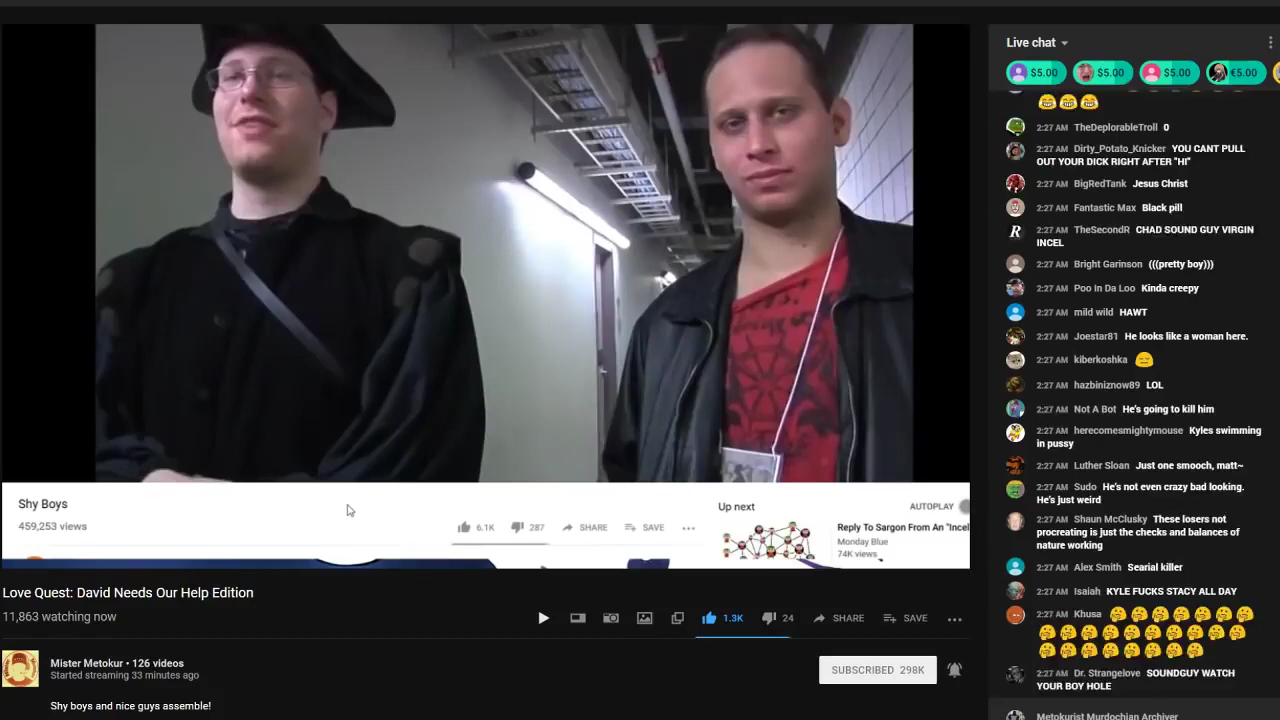 Live chat
$5.00
$5.00
$5.00
€5.00
TheDeplorableTroll 0
2:27 AM
2:27 AM Dirty_Potato_Knicker YOU CANT PULL
OUT YOUR DICK RIGHT AFTER "HI"
2:27 AM BigRedTank Jesus Christ
2:27 AM Fantastic Max Black pill
2:27 AM TheSecondR CHAD SOUND GUY VIRGIN
INCEL
2:27 AM Bright Garinson (((pretty boy)))
2:27 AM Poo In Da Loo Kinda creepy
2:27 AM mild wild HAWT
2:27 AM Joestar81 He looks like a woman here.
2:27 AM kiberkoshka
2:27 AM hazbiniznow89 LOL
2:27 AM Not A Bot He's going to kill him
2:27 AM herecomesmightymouse Kyles swimming
in pussy
2:27 AM Luther Sloan Just one smooch, matt~
2:27 AM Sudo He's not even crazy bad looking.
He's just weird
2:27 AM Shaun McClusky These losers not
procreating is just the checks and balances of
nature working
2:27 AM Alex Smith Searial killer
2:27 AM Isaiah KYLE FUCKS STACY ALL DAY
2:27 AM Khusa
2:27 AM Dr. Strangelove SOUNDGUY WATCH
YOUR BOY HOLE
Metokurist Murdochian Archiver
Shy Boys
459,253 views
6.1K
287
SHARE
SAVE
Up next
AUTOPLAY
Reply To Sargon From An "Incel
Monday Blue
74K views
Love Quest: David Needs Our Help Edition
11,863 watching now
1.3K
24
SHARE
SAVE
Mister Metokur • 126 videos
Started streaming 33 minutes ago
SUBSCRIBED 298K
Shy boys and nice guys assemble!